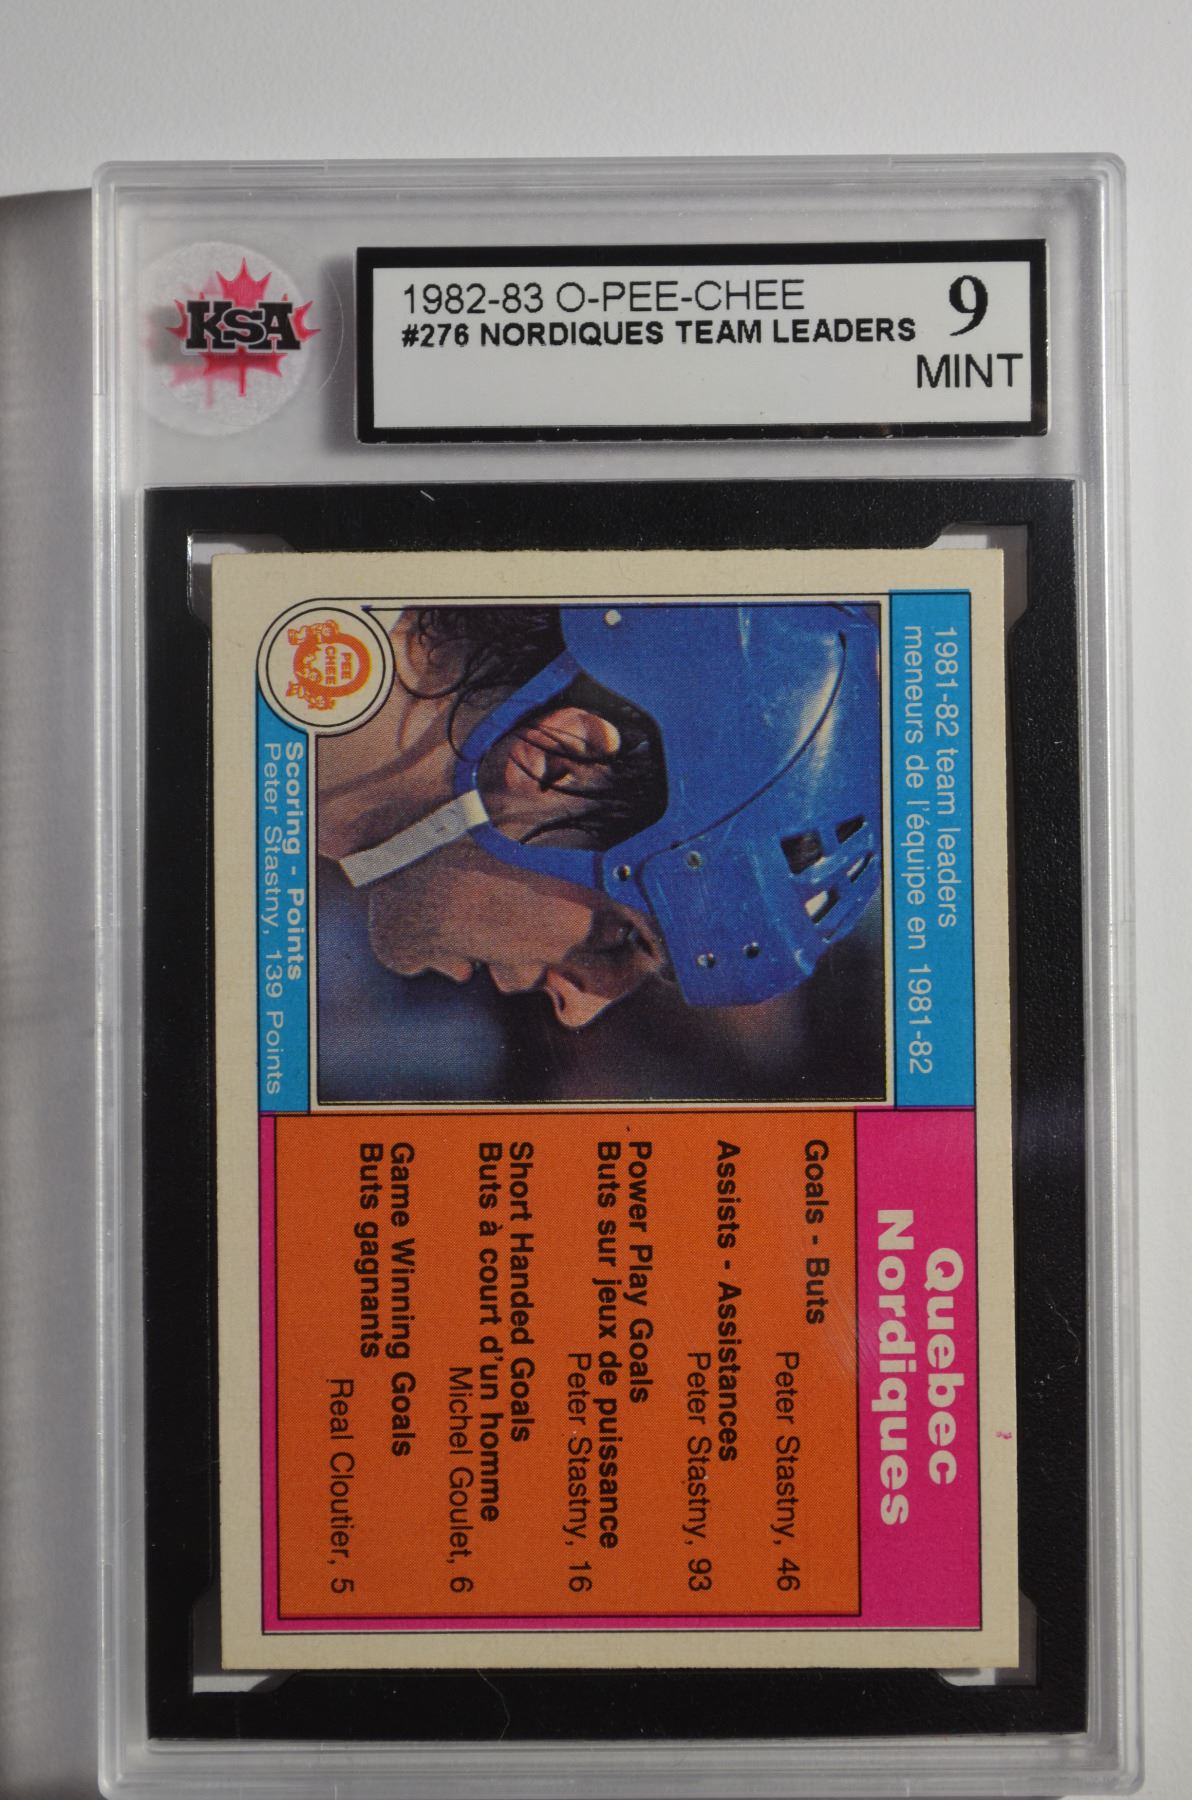 KSA
1982-83 O-PEE-CHEE
#276 NORDIQUES TEAM LEADERS
9
MINT
1981-82 team leaders
meneurs de l'équipe en 1981-82
PEE
CHEE
Scoring - Points
Peter Stastny, 139 Points
Quebec
Nordiques
Goals - Buts
Peter Stastny, 46
Assists - Assistances
Peter Stastny, 93
Power Play Goals
Buts sur jeux de puissance
Peter Stastny, 16
Short Handed Goals
Buts à court d'un homme
Michel Goulet, 6
Game Winning Goals
Buts gagnants
Real Cloutier, 5